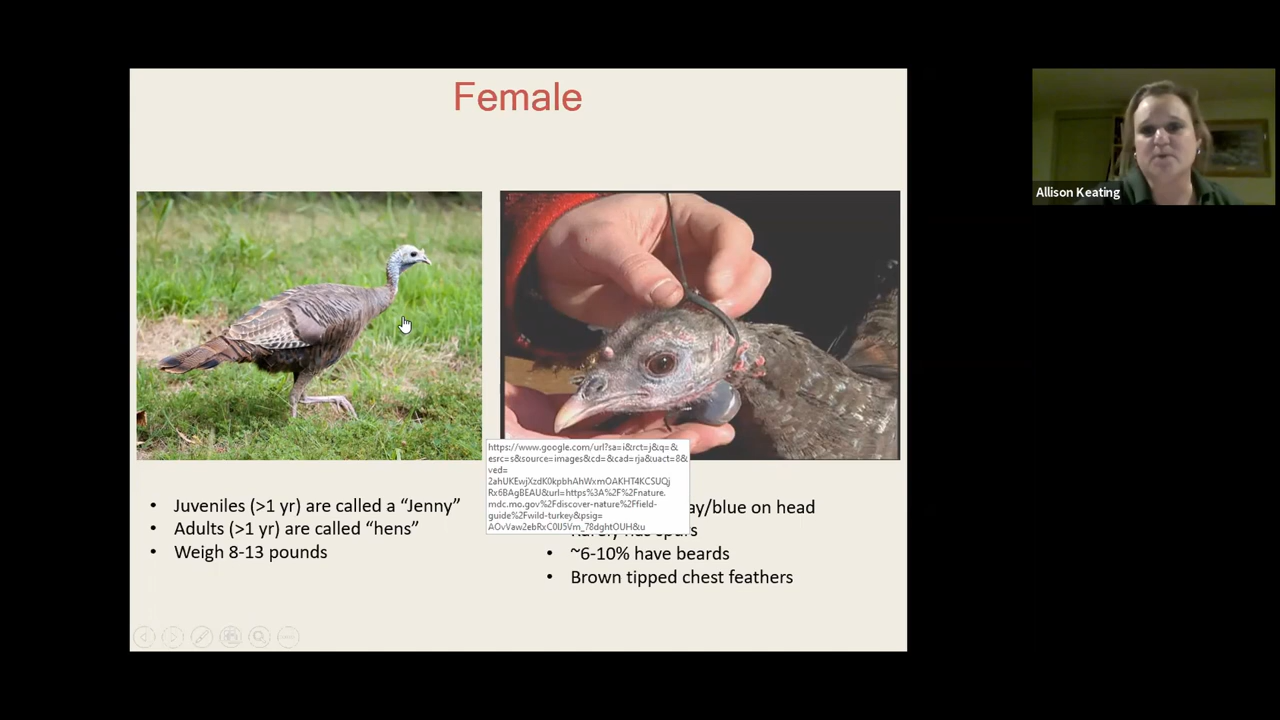 Female
Allison Keating
https://www.google.com/url?sa=i&rct=j&q=&
esrc=s&source=images&cd=&cad=rja&uact=8&
ved=
2ahUKEwjXzdK0kpbhAhWxmOAKHT4KCSUQj
Rx6BAgBEAU&url=https%3A%2F%2Fnature.
mdc.mo.gov%2Fdiscover-nature%2Ffield-
guide%2Fwild-turkey&psig=
AOvVaw2ebRxC0IJ5Vm_78dghtOUH&u
• Juveniles (>1 yr) are called a “Jenny”
• Adults (>1 yr) are called “hens”
• Weigh 8-13 pounds
ay/blue on head
Rarely has spurs
• ~6-10% have beards
• Brown tipped chest feathers